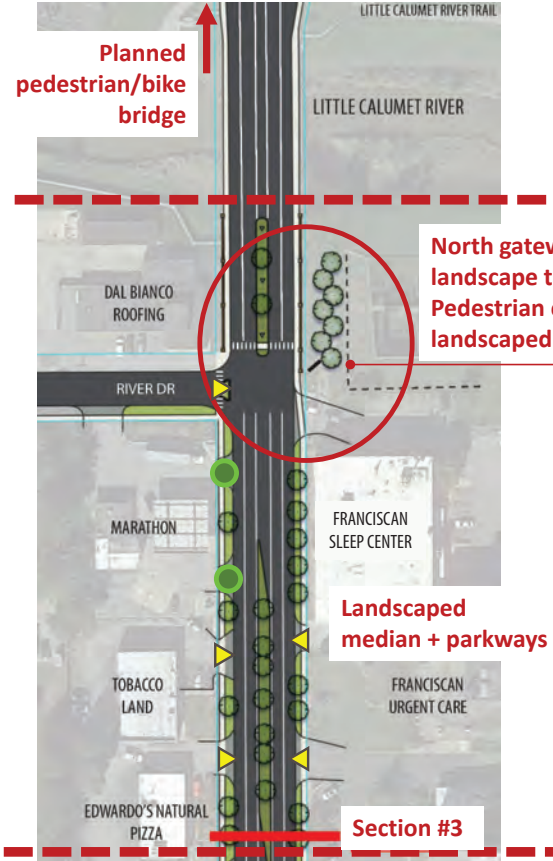 LITTLE CALUMET RIVER TRAIL
Planned
pedestrian/bike
bridge
LITTLE CALUMET RIVER
North
landscape
Pedestrian
landscaped
DAL BIANCO
ROOFING
RIVER DR
MARATHON
FRANCISCAN
SLEEP CENTER
Landscaped
median + parkways
TOBACCO
LAND
FRANCISCAN
URGENT CARE
EDWARDO'S NATURAL
PIZZA
Section #3